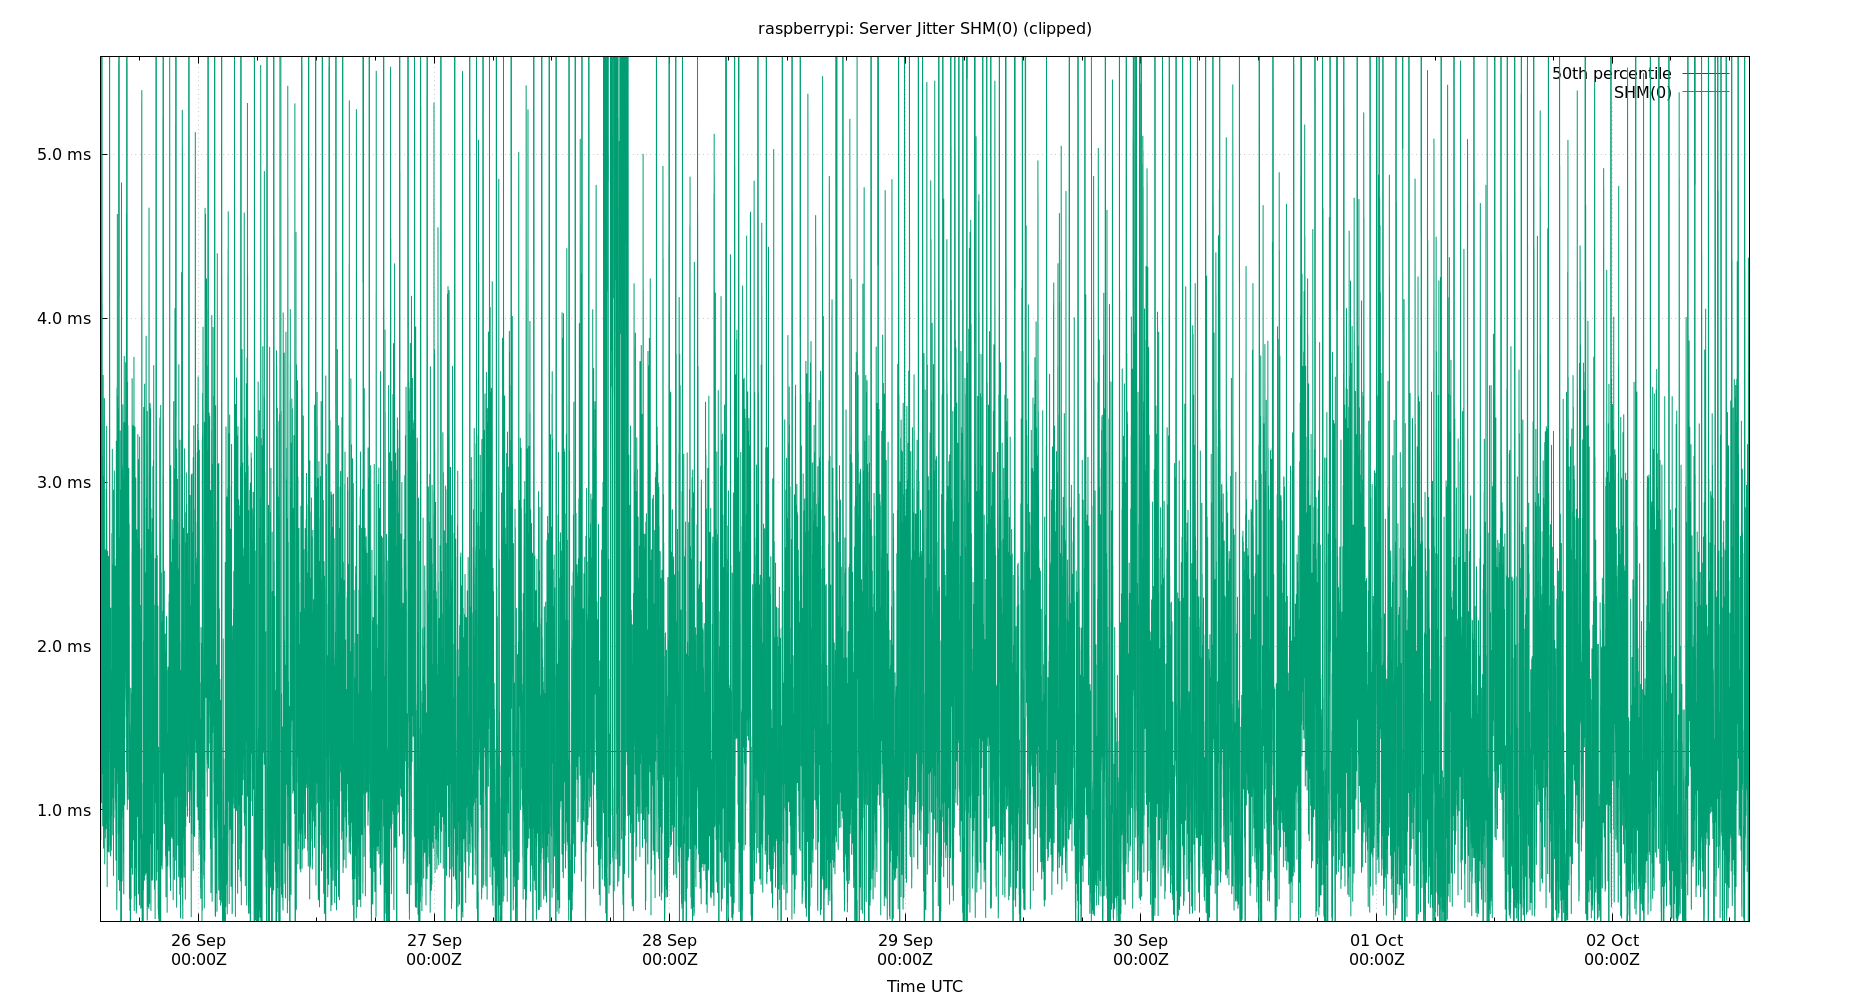 raspberrypi: Server Jitter SHM(0) (clipped)
50th percentile
SHM(0)
5.0 ms
4.0 ms
3.0 ms
2.0 ms
1.0 ms
26 Sep 27 Sep 28 Sep 29 Sep 30 Sep 01 Oct 02 Oct
00:00Z 00:00Z 00:00Z 00:00Z 00:00Z 00:00Z 00:00Z
Time UTC